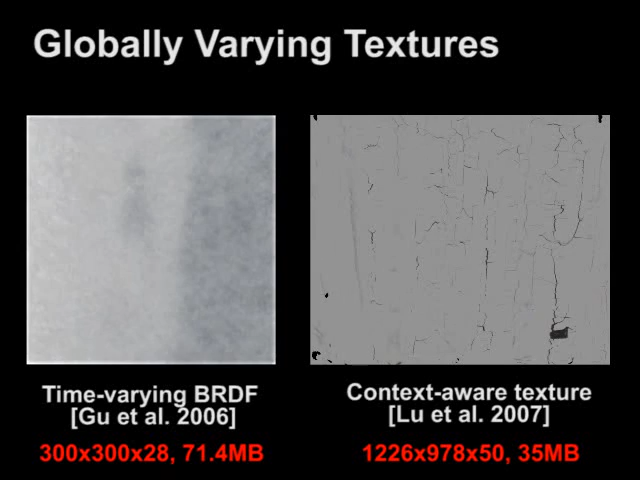 Globally Varying Textures
Time-varying BRDF
[Gu et al. 2006]
300x300x28, 71.4MB
Context-aware texture
[Lu et al. 2007]
1226x978x50, 35MB